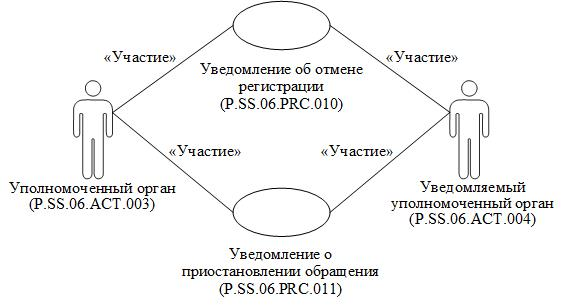 «Участие»
«Участие»
Уведомление об отмене
регистрации
(P.SS.06.PRC.010)
«Участие»
«Участие»
Уполномоченный орган
(P.SS.06.ACT.003)
Уведомляемый
уполномоченный орган
(P.SS.06.ACT.004)
Уведомление о
приостановлении обращения
(P.SS.06.PRC.011)